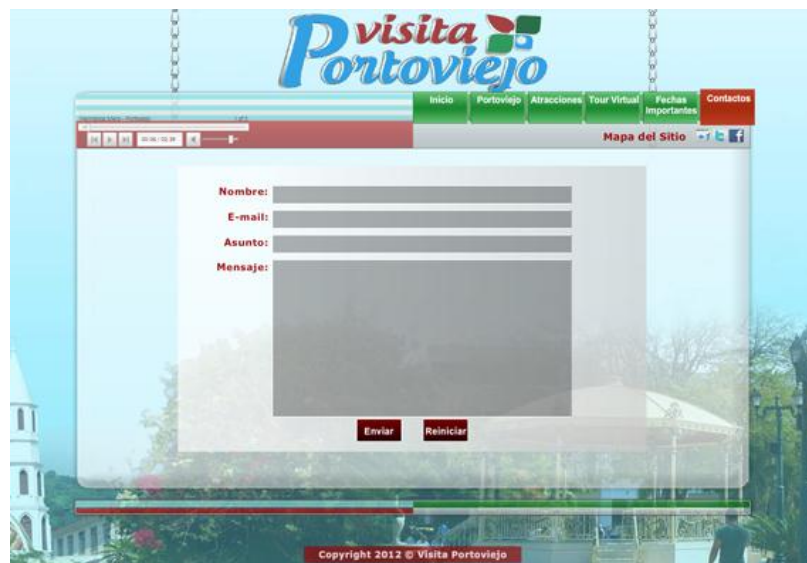 visita
Portoviejo
Inicio
Portoviejo
Atracciones
Tour Virtual
Fechas
Importantes
Contactos
Mapa del Sitio
Nombre:
E-mail:
Asunto:
Mensaje:
Enviar
Reiniciar
Copyright 2012 © Visita Portoviejo